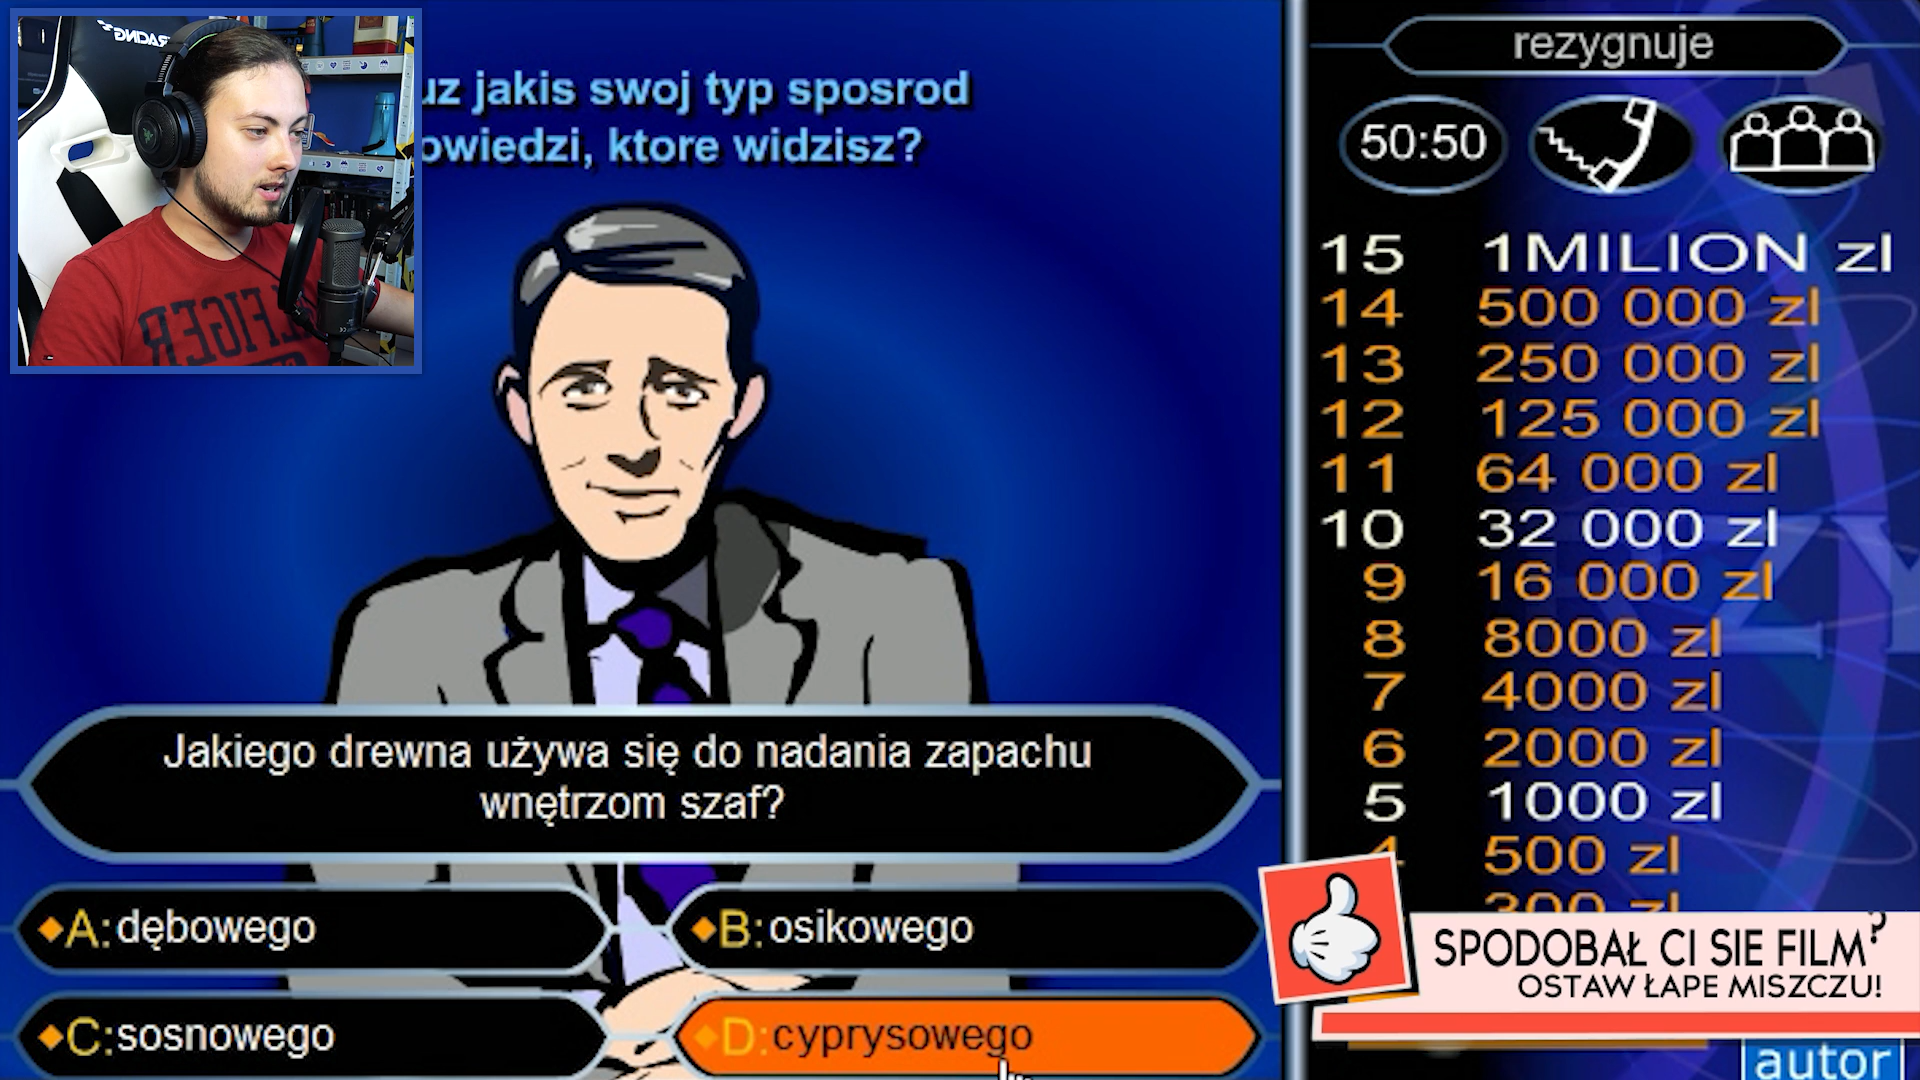 uz jakis swoj typ sposrod
owiedzi, ktore widzisz?
rezygnuje
50:50
15 1MILION zl
14 500 000 zl
13 250 000 zl
12 125 000 zl
11 64 000 zl
10 32 000 zl
9 16 000 zl
8 8000 zl
7 4000 zl
6 2000 zl
5 1000 zl
4 500 zl
300 zl
Jakiego drewna używa się do nadania zapachu
wnętrzom szaf?
A: dębowego
B: osikowego
C: sosnowego
D: cyprysowego
SPODOBAŁ CI SIE FILM?
OSTAW ŁAPE MISZCZU!
autor